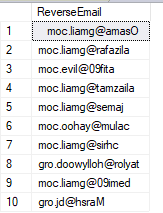 ReverseEmail
1 moc.liamg@amasO
2 moc.liamg@rafazila
3 moc.evil@09fita
4 moc.liamg@tamzaila
5 moc.liamg@semaj
6 moc.oohay@mulac
7 moc.liamg@sirhc
8 gro.doowylloh@rolyat
9 moc.liamg@09imed
10 gro.jd@hsraM